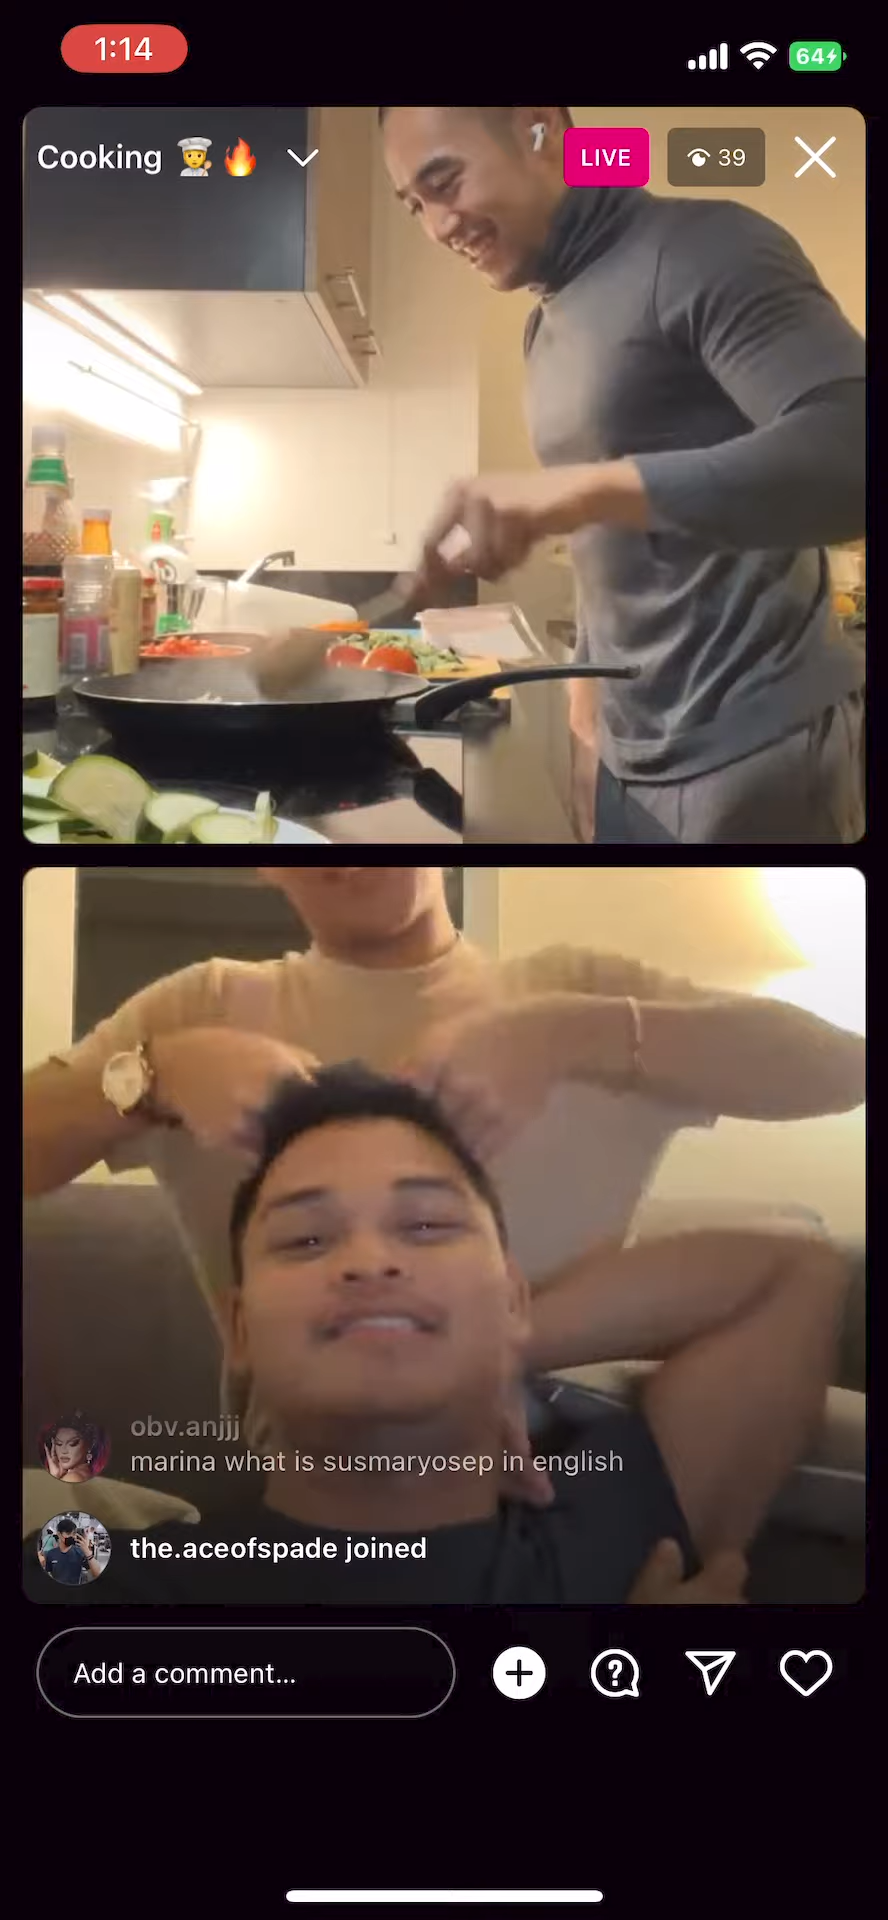 1:14
64
Cooking 🧑‍🍳🔥
LIVE
39
obv.anjjj
marina what is susmaryosep in english
the.aceofspade joined
Add a comment...